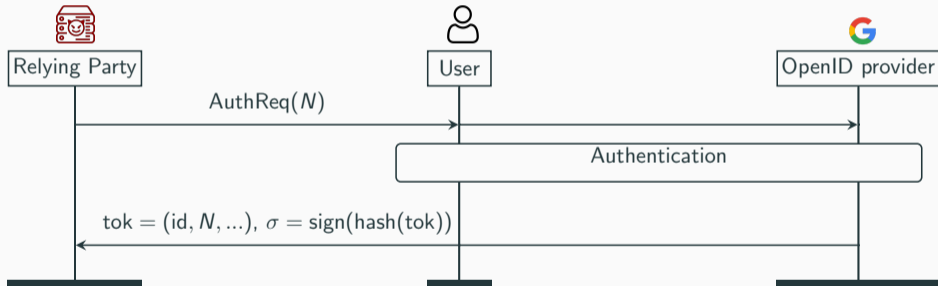 Relying Party
User
OpenID provider
AuthReq(N)
Authentication
tok = (id, N, ...), σ = sign(hash(tok))